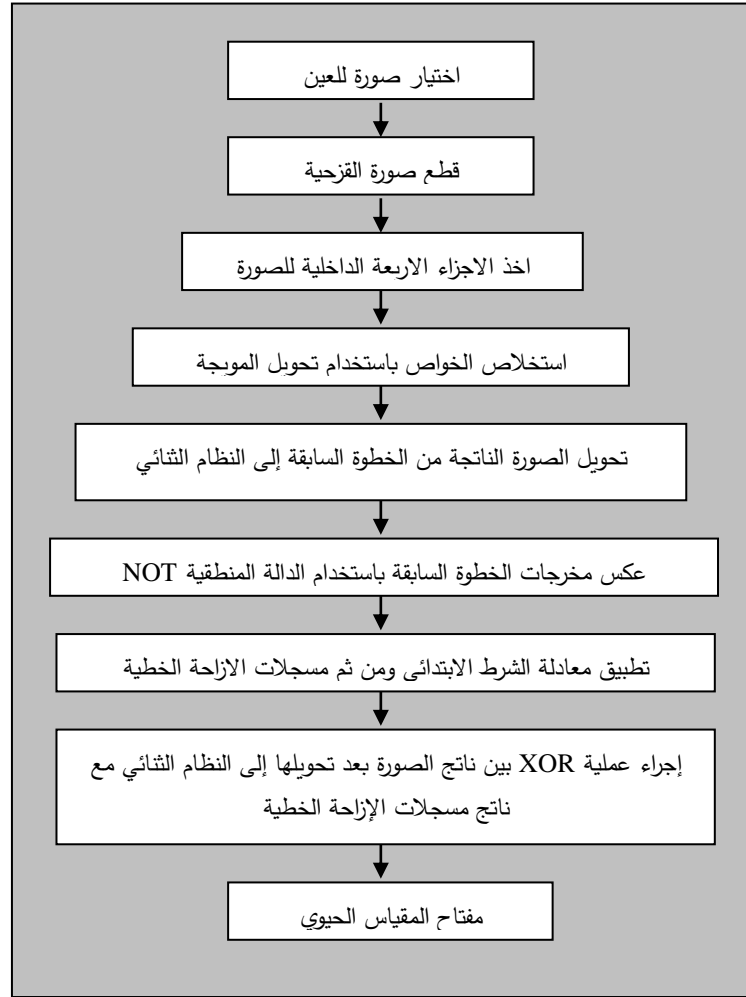 اختيار صورة للعين
قطع صورة القزحية
اخذ الاجزاء الاربعة الداخلية للصورة
استخلاص الخواص باستخدام تحويل المويجة
تحويل الصورة الناتجة من الخطوة السابقة إلى النظام الثنائي
عكس مخرجات الخطوة السابقة باستخدام الدالة المنطقية NOT
تطبيق معادلة الشرط الابتدائي ومن ثم مسجلات الازاحة الخطية
إجراء عملية XOR بين ناتج الصورة بعد تحويلها إلى النظام الثنائي مع
ناتج مسجلات الإزاحة الخطية
مفتاح المقياس الحيوي